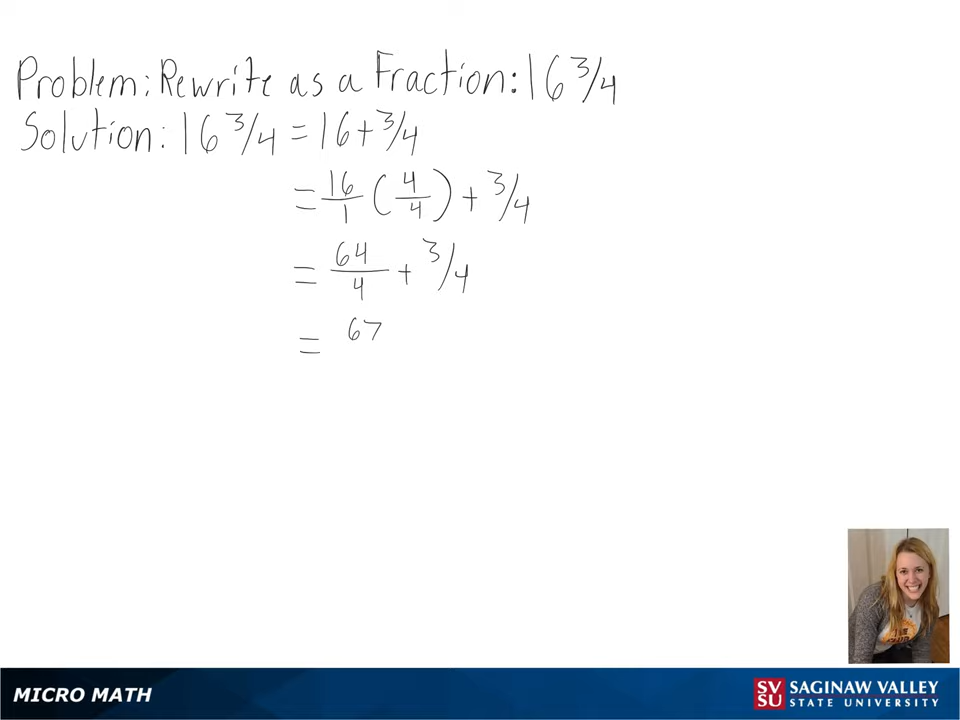 Problem: Rewrite as a Fraction: 16 3/4
Solution: 16 3/4 = 16 + 3/4
= 16/1 (4/4) + 3/4
= 64/4 + 3/4
= 67
MICRO MATH
SVSU SAGINAW VALLEY
STATE UNIVERSITY